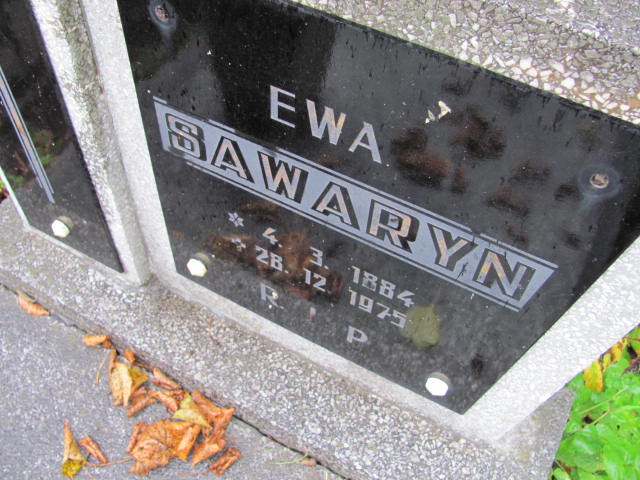 EWA
SAWARYN
* 4. 3. 1884
+ 28. 12. 1975
R I P